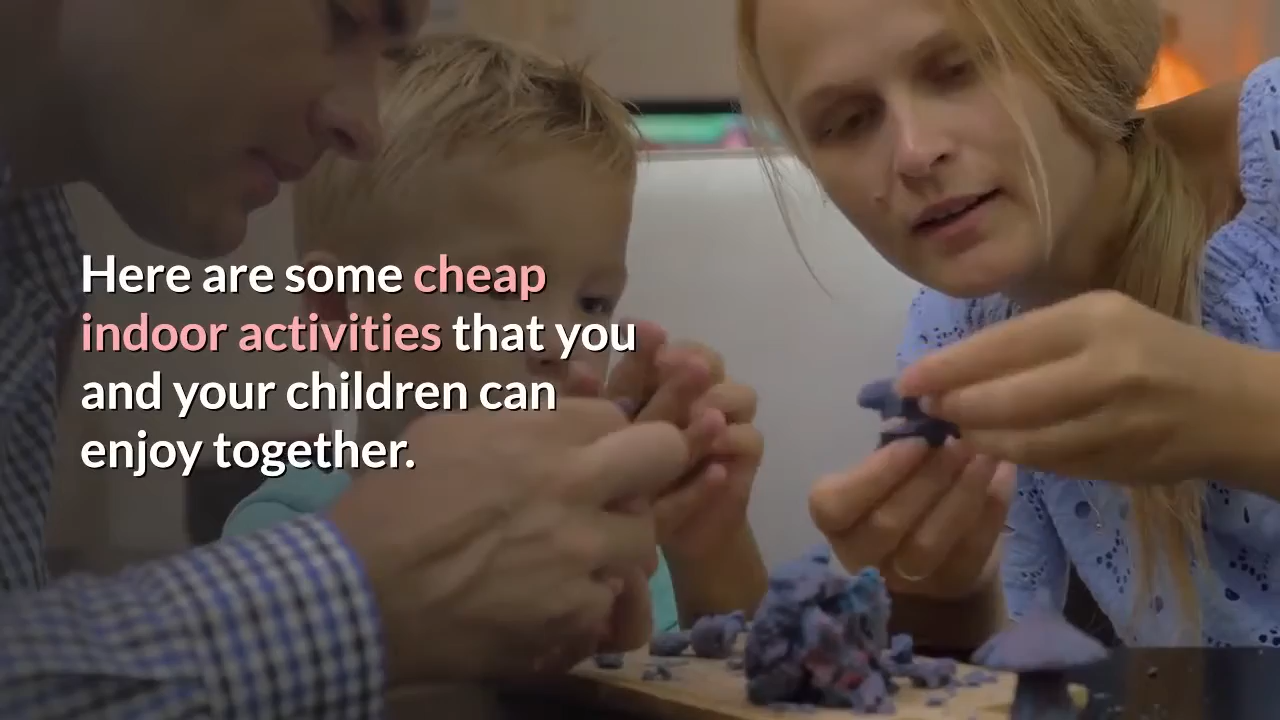 Here are some cheap
indoor activities that you
and your children can
enjoy together.